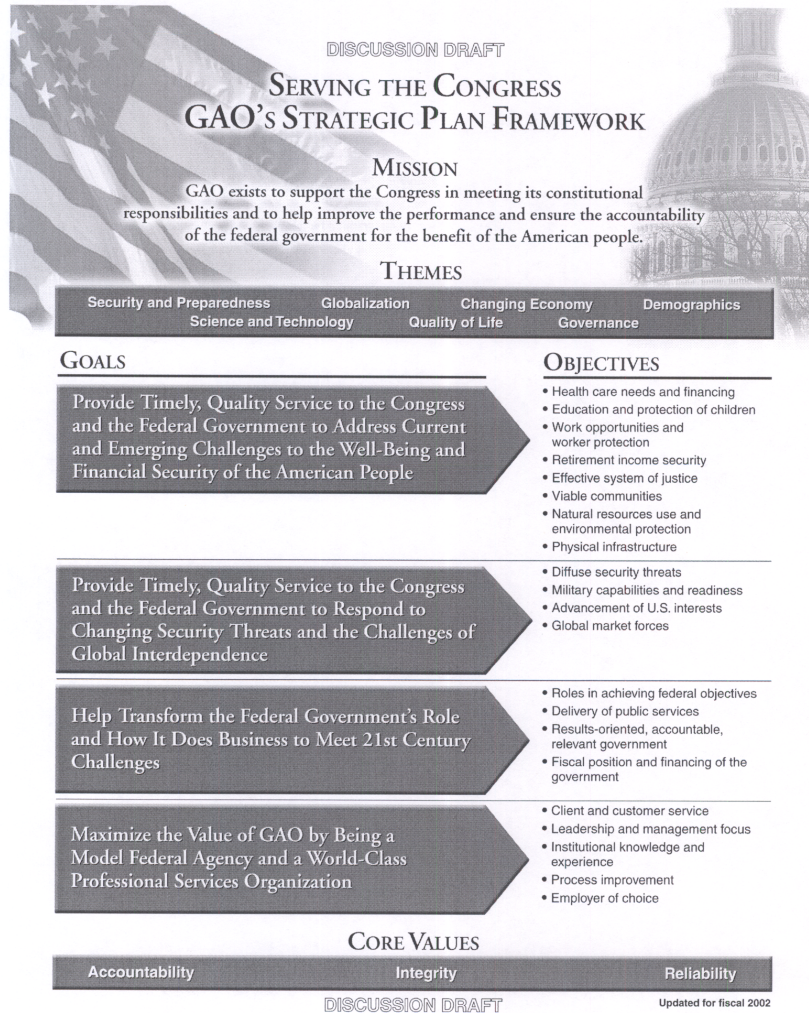 DISCUSSION DRAFT
SERVING THE CONGRESS
GAO'S STRATEGIC PLAN FRAMEWORK
MISSION
GAO exists to support the Congress in meeting its constitutional
responsibilities and to help improve the performance and ensure the accountability
of the federal government for the benefit of the American people.
THEMES
Security and Preparedness Globalization Changing Economy Demographics
Science and Technology Quality of Life Governance
GOALS
OBJECTIVES
Provide Timely, Quality Service to the Congress
and the Federal Government to Address Current
and Emerging Challenges to the Well-Being and
Financial Security of the American People
• Health care needs and financing
• Education and protection of children
• Work opportunities and
worker protection
• Retirement income security
• Effective system of justice
• Viable communities
• Natural resources use and
environmental protection
• Physical infrastructure
Provide Timely, Quality Service to the Congress
and the Federal Government to Respond to
Changing Security Threats and the Challenges of
Global Interdependence
• Diffuse security threats
• Military capabilities and readiness
• Advancement of U.S. interests
• Global market forces
Help Transform the Federal Government's Role
and How It Does Business to Meet 21st Century
Challenges
• Roles in achieving federal objectives
• Delivery of public services
• Results-oriented, accountable,
relevant government
• Fiscal position and financing of the
government
Maximize the Value of GAO by Being a
Model Federal Agency and a World-Class
Professional Services Organization
• Client and customer service
• Leadership and management focus
• Institutional knowledge and
experience
• Process improvement
• Employer of choice
CORE VALUES
Accountability Integrity Reliability
DISCUSSION DRAFT
Updated for fiscal 2002